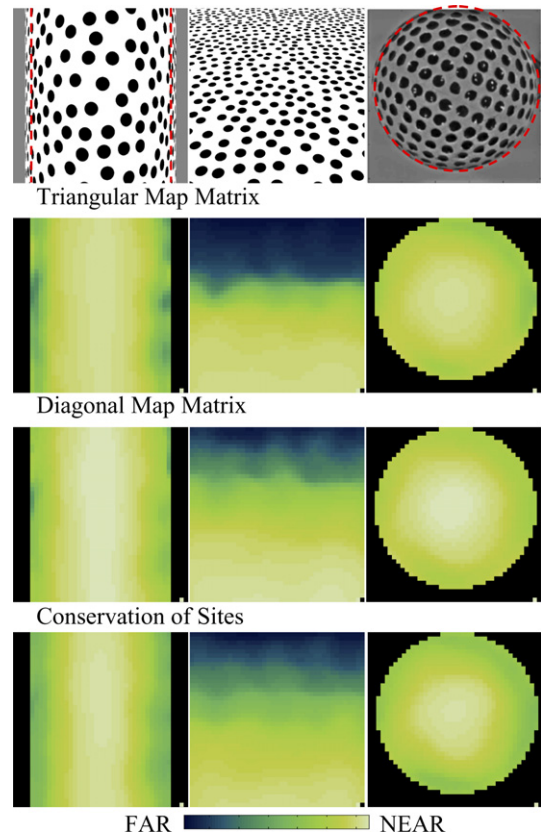 Triangular Map Matrix
Diagonal Map Matrix
Conservation of Sites
FAR NEAR